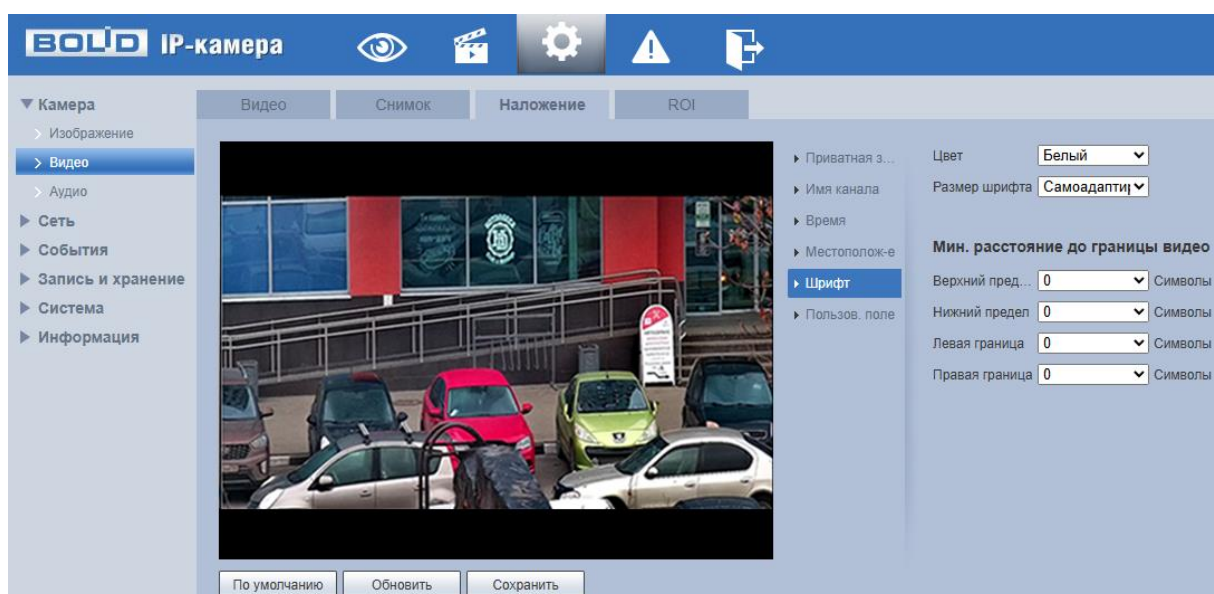 BOLID IP-камера
Камера
Изображение
Видео
Аудио
Сеть
События
Запись и хранение
Система
Информация
Видео
Снимок
Наложение
ROI
Приватная з...
Имя канала
Время
Местополож-е
Шрифт
Пользов. поле
Цвет Белый
Размер шрифта Самоадапти
Мин. расстояние до границы видео
Верхний пред... 0 Символы
Нижний предел 0 Символы
Левая граница 0 Символы
Правая граница 0 Символы
По умолчанию
Обновить
Сохранить